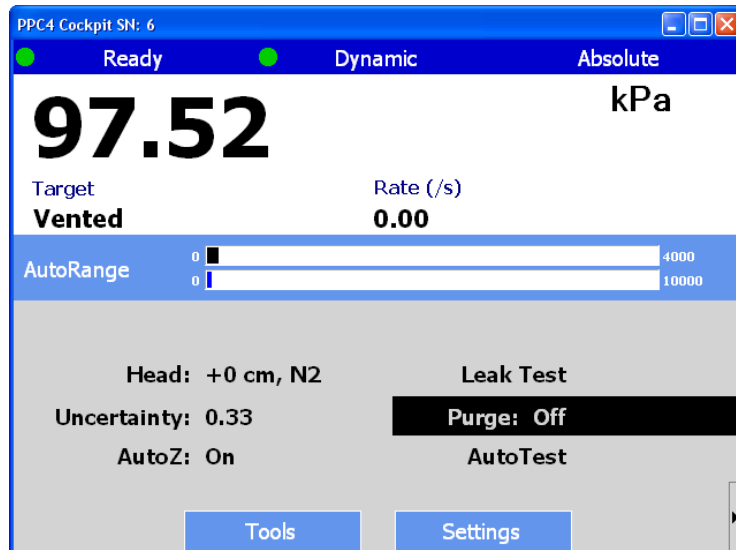 PPC4 Cockpit SN: 6
Ready Dynamic Absolute
97.52 kPa
Target Rate (/s)
Vented 0.00
AutoRange
0 4000
0 10000
Head: +0 cm, N2 Leak Test
Uncertainty: 0.33 Purge: Off
AutoZ: On AutoTest
Tools Settings